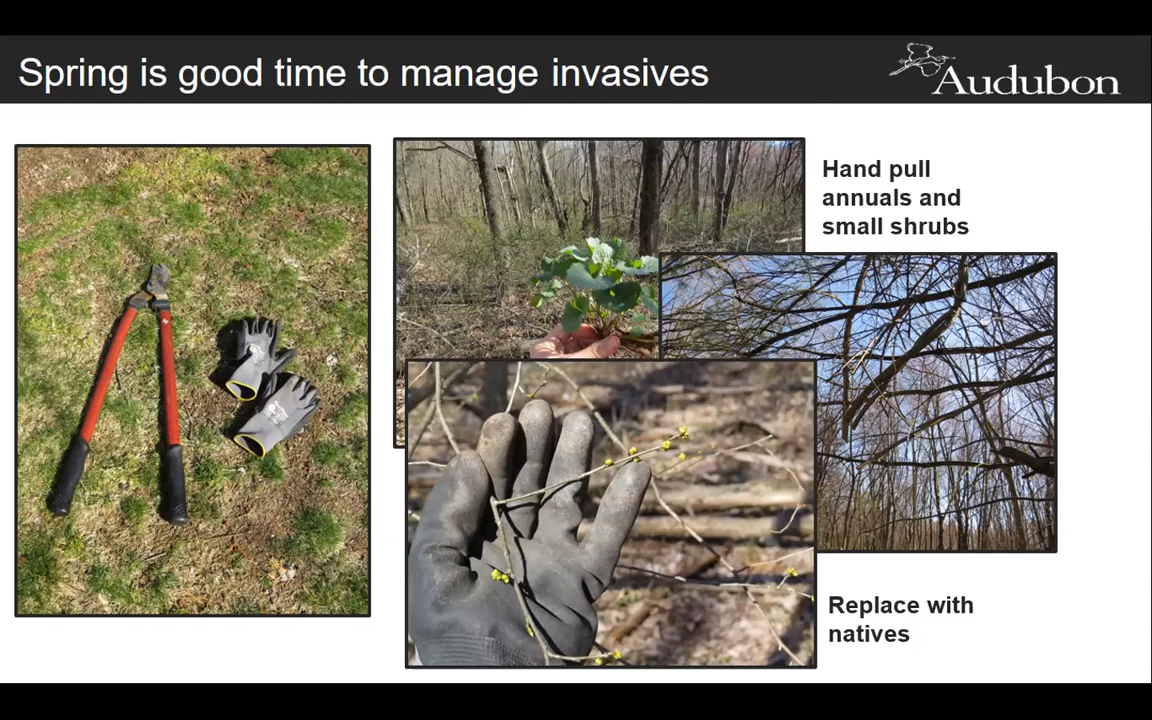 Spring is good time to manage invasives
Audubon
Hand pull
annuals and
small shrubs
Replace with
natives